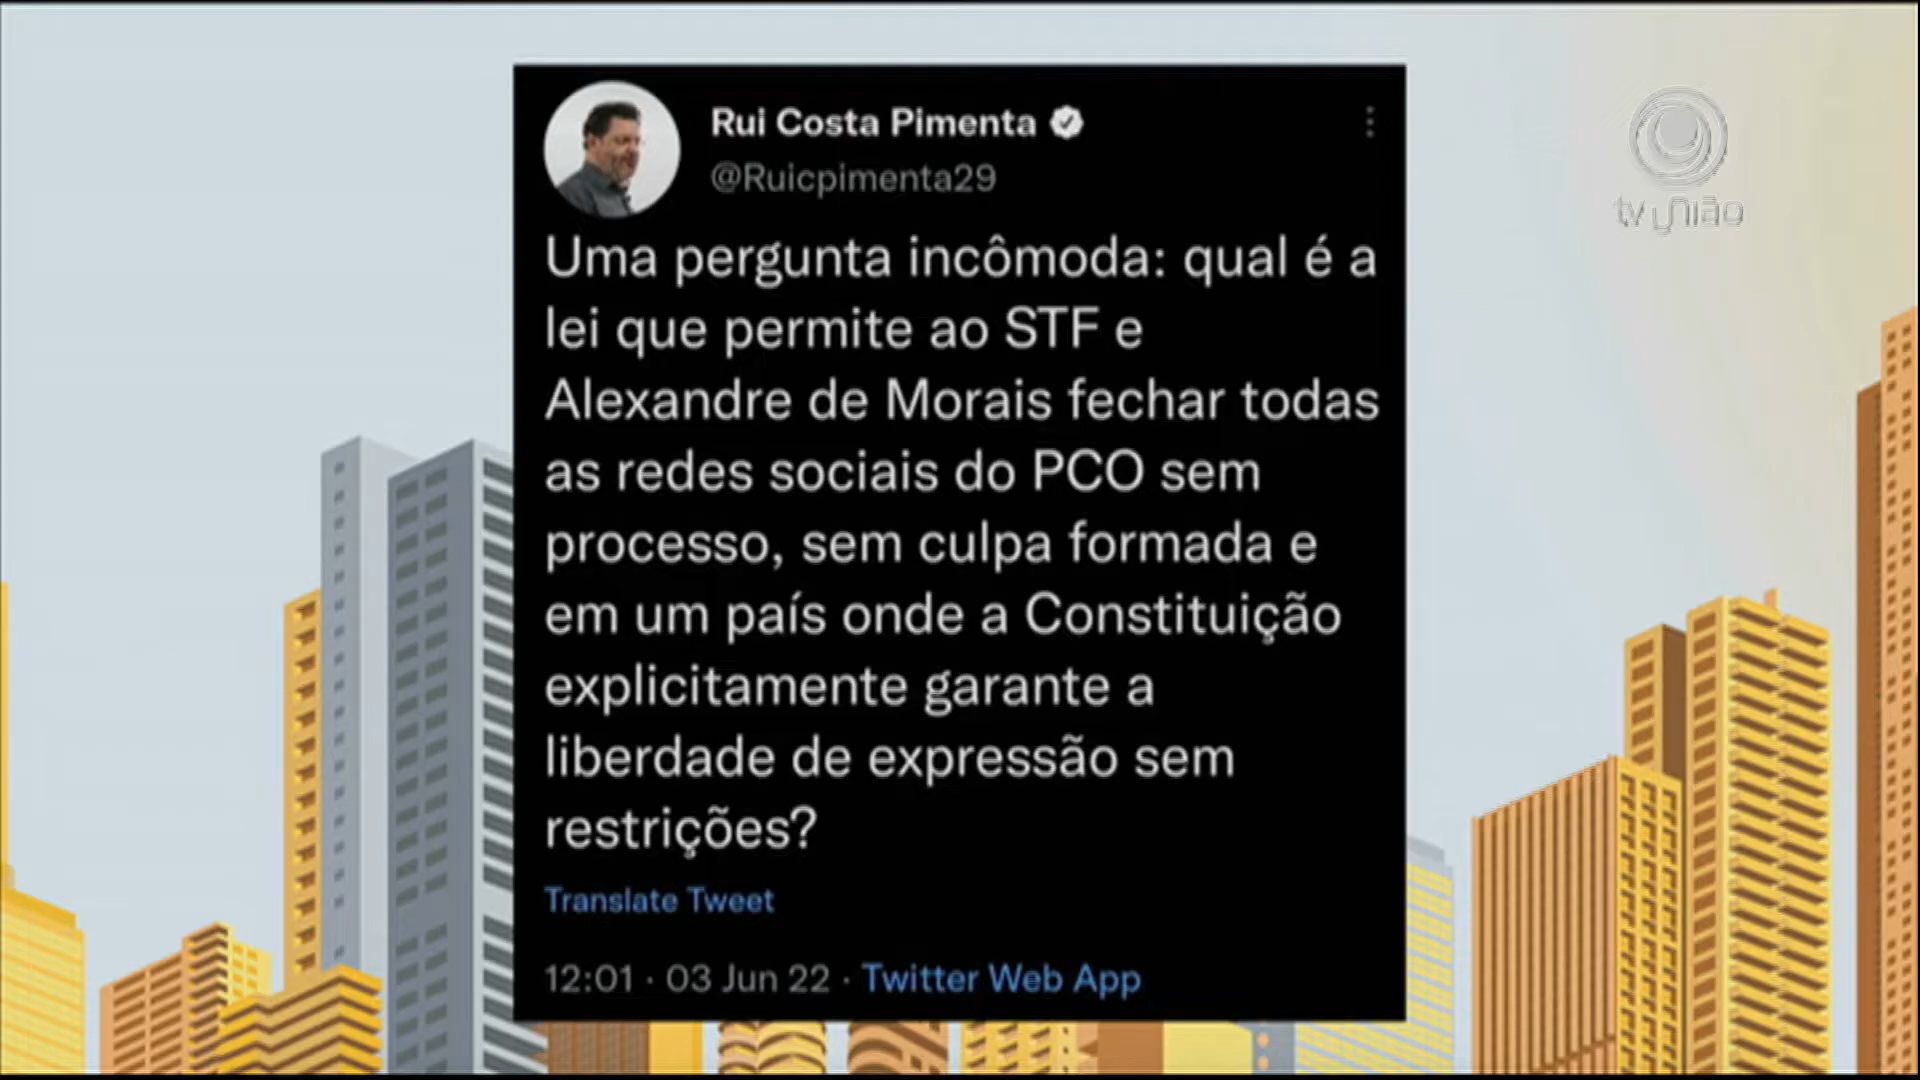 Rui Costa Pimenta
@Ruicpimenta29
tv união
Uma pergunta incômoda: qual é a
lei que permite ao STF e
Alexandre de Morais fechar todas
as redes sociais do PCO sem
processo, sem culpa formada e
em um país onde a Constituição
explicitamente garante a
liberdade de expressão sem
restrições?
Translate Tweet
12:01 · 03 Jun 22 · Twitter Web App